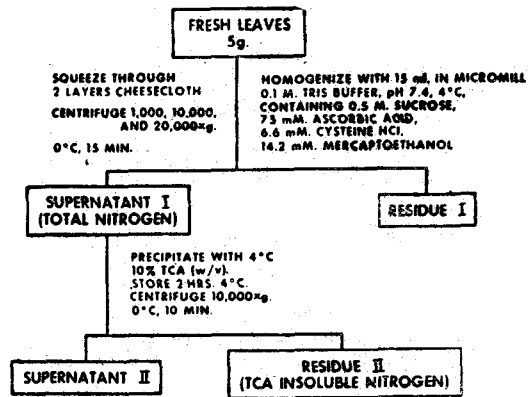 FRESH LEAVES
5g.
SQUEEZE THROUGH
2 LAYERS CHEESECLOTH
CENTRIFUGE 1,000, 10,000,
AND 20,000xg.
0°C, 15 MIN.
HOMOGENIZE WITH 15 ml, IN MICROMILL
0.1 M. TRIS BUFFER, pH 7.4, 4°C,
CONTAINING 0.5 M. SUCROSE,
75 mM. ASCORBIC ACID,
6.6 mM. CYSTEINE HCl,
14.2 mM. MERCAPTOETHANOL
SUPERNATANT I
(TOTAL NITROGEN)
RESIDUE I
PRECIPITATE WITH 4°C
10% TCA (w/v).
STORE 2 HRS. 4°C.
CENTRIFUGE 10,000xg.
0°C, 10 MIN.
SUPERNATANT II
RESIDUE II
(TCA INSOLUBLE NITROGEN)